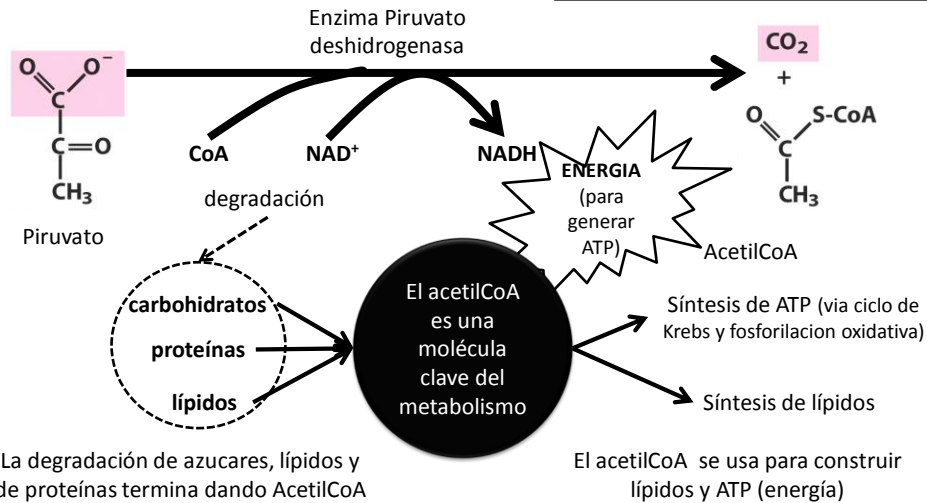 Enzima Piruvato
deshidrogenasa
O
O⁻
C
C=O
CH₃
Piruvato
CoA
NAD⁺
NADH
CO₂
+
O
S-CoA
C
CH₃
AcetilCoA
ENERGIA
(para
generar
ATP)
degradación
carbohidratos
proteínas
lípidos
El acetilCoA
es una
molécula
clave del
metabolismo
Síntesis de ATP (via ciclo de
Krebs y fosforilacion oxidativa)
Síntesis de lípidos
La degradación de azucares, lípidos y
de proteínas termina dando AcetilCoA
El acetilCoA se usa para construir
lípidos y ATP (energía)